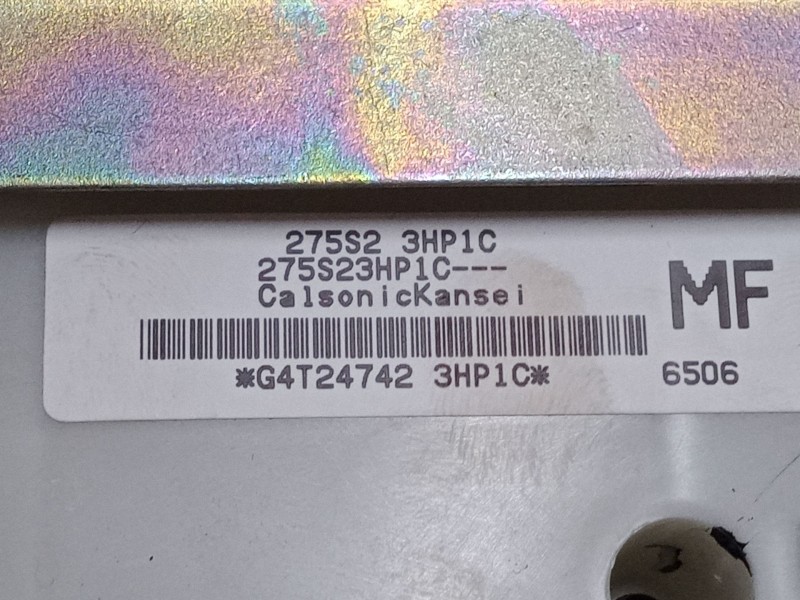 275S2 3HP1C
275S23HP1C---
CalsonicKansei
MF
*G4T24742 3HP1C*
6506